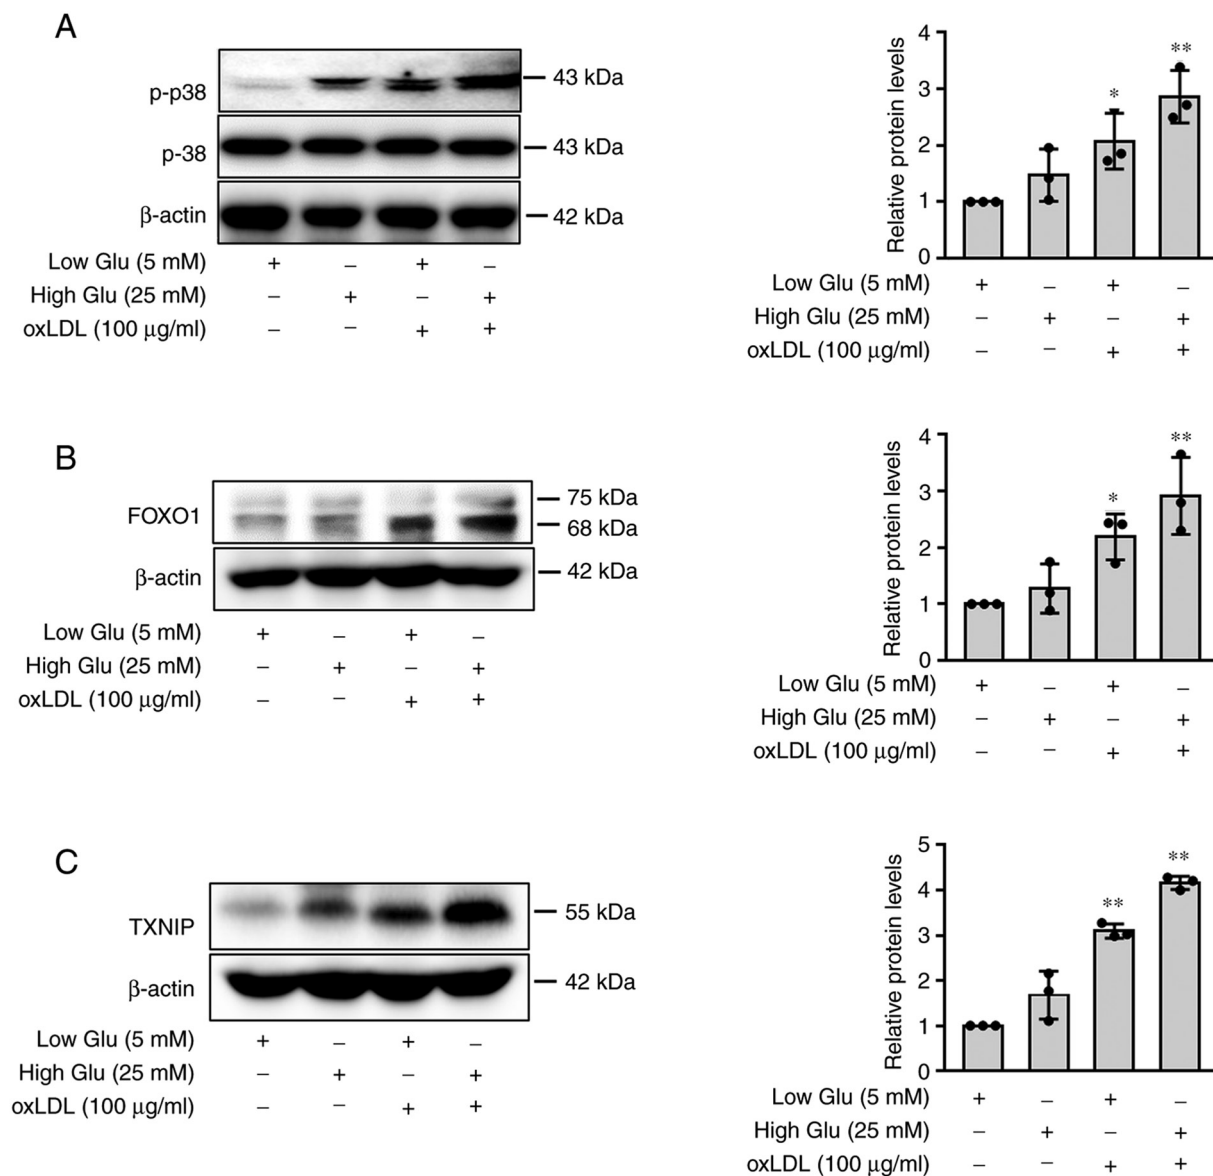 A
p-p38
43 kDa
p-38
43 kDa
β-actin
42 kDa
Low Glu (5 mM) + – + –
High Glu (25 mM) – + – +
oxLDL (100 μg/ml) – – + +
Relative protein levels
4
3
2
1
0
*
**
Low Glu (5 mM) + – + –
High Glu (25 mM) – + – +
oxLDL (100 μg/ml) – – + +
B
FOXO1
75 kDa
68 kDa
β-actin
42 kDa
Low Glu (5 mM) + – + –
High Glu (25 mM) – + – +
oxLDL (100 μg/ml) – – + +
Relative protein levels
4
3
2
1
0
*
**
Low Glu (5 mM) + – + –
High Glu (25 mM) – + – +
oxLDL (100 μg/ml) – – + +
C
TXNIP
55 kDa
β-actin
42 kDa
Low Glu (5 mM) + – + –
High Glu (25 mM) – + – +
oxLDL (100 μg/ml) – – + +
Relative protein levels
5
4
3
2
1
0
**
**
Low Glu (5 mM) + – + –
High Glu (25 mM) – + – +
oxLDL (100 μg/ml) – – + +